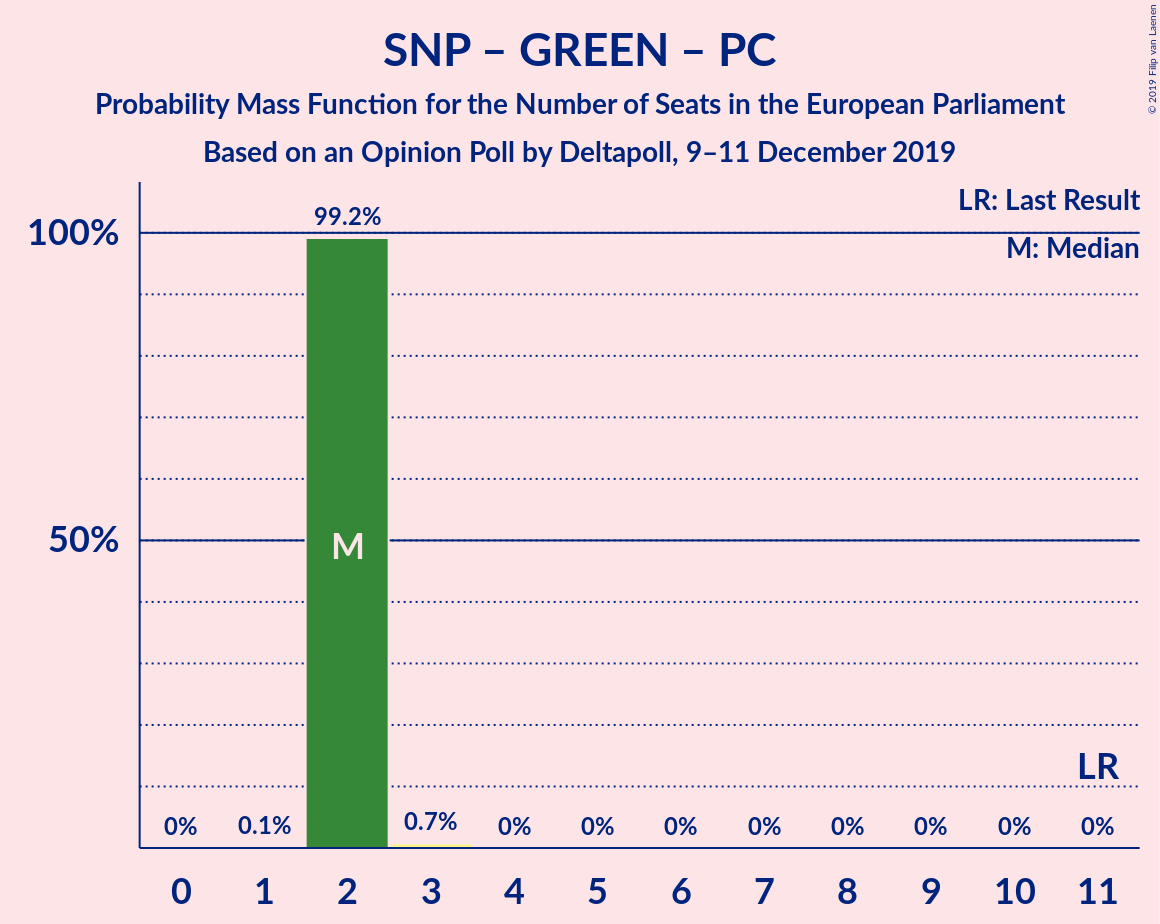 SNP – GREEN – PC
Probability Mass Function for the Number of Seats in the European Parliament
Based on an Opinion Poll by Deltapoll, 9–11 December 2019
© 2019 Filip van Laenen
LR: Last Result
M: Median
100%
50%
99.2%
M
LR
0% 0.1% 0.7% 0% 0% 0% 0% 0% 0% 0% 0%
0 1 2 3 4 5 6 7 8 9 10 11